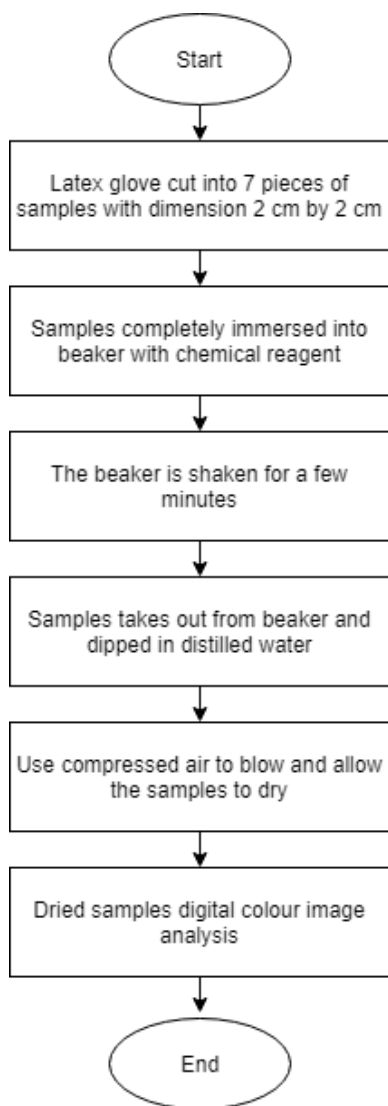 Start
Latex glove cut into 7 pieces of
samples with dimension 2 cm by 2 cm
Samples completely immersed into
beaker with chemical reagent
The beaker is shaken for a few
minutes
Samples takes out from beaker and
dipped in distilled water
Use compressed air to blow and allow
the samples to dry
Dried samples digital colour image
analysis
End